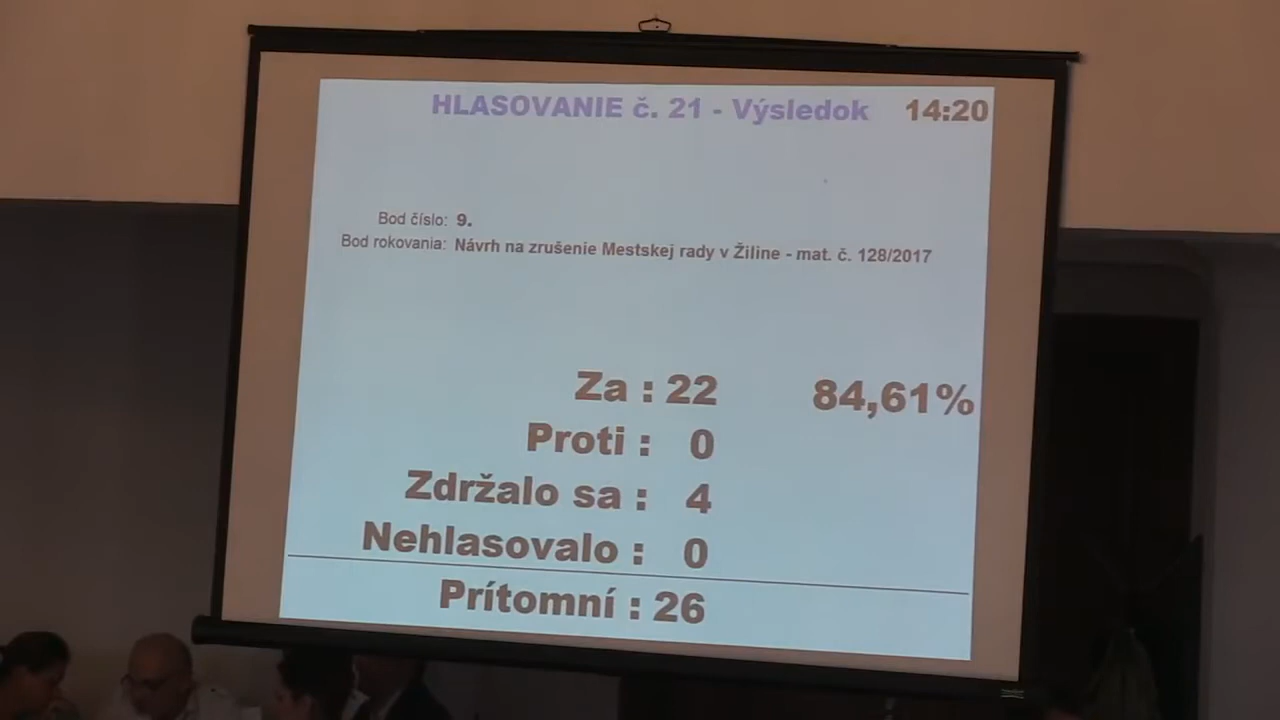 HLASOVANIE č. 21 - Výsledok 14:20
Bod číslo: 9.
Bod rokovania: Návrh na zrušenie Mestskej rady v Žiline - mat. č. 128/2017
Za : 22 84,61%
Proti : 0
Zdržalo sa : 4
Nehlasovalo : 0
Prítomní : 26